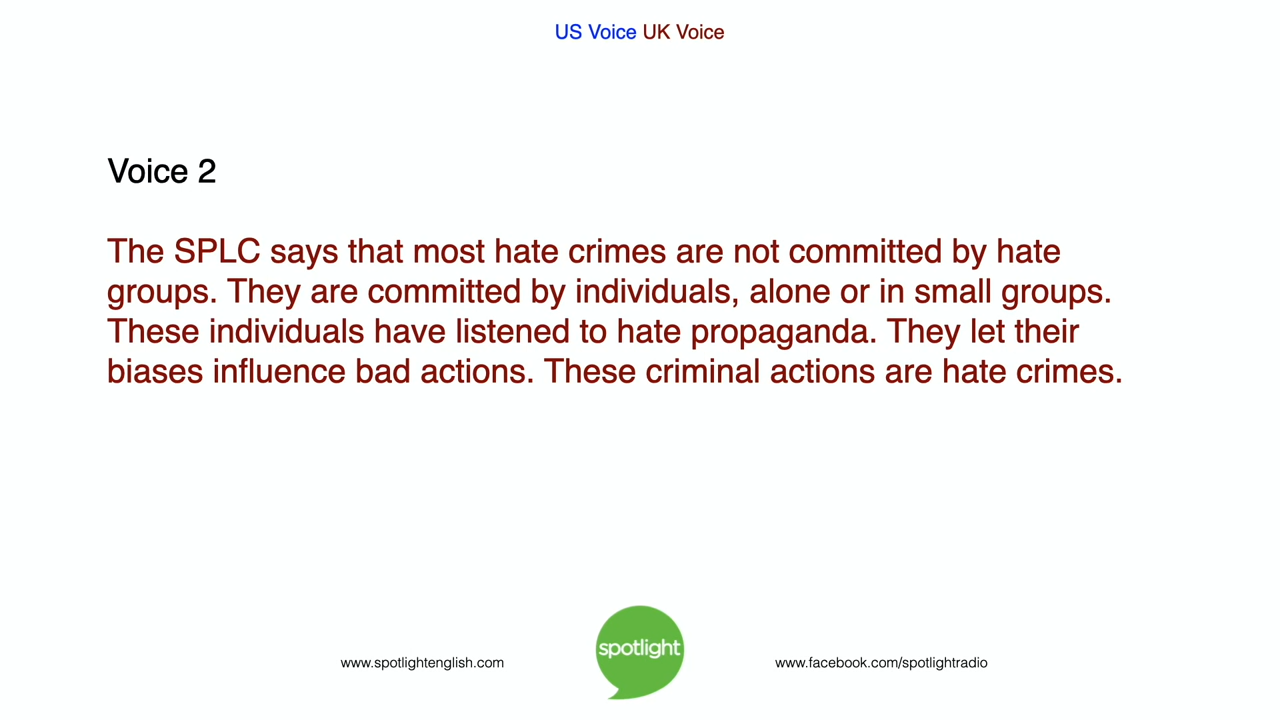 US Voice UK Voice
Voice 2
The SPLC says that most hate crimes are not committed by hate
groups. They are committed by individuals, alone or in small groups.
These individuals have listened to hate propaganda. They let their
biases influence bad actions. These criminal actions are hate crimes.
www.spotlightenglish.com
spotlight
www.facebook.com/spotlightradio